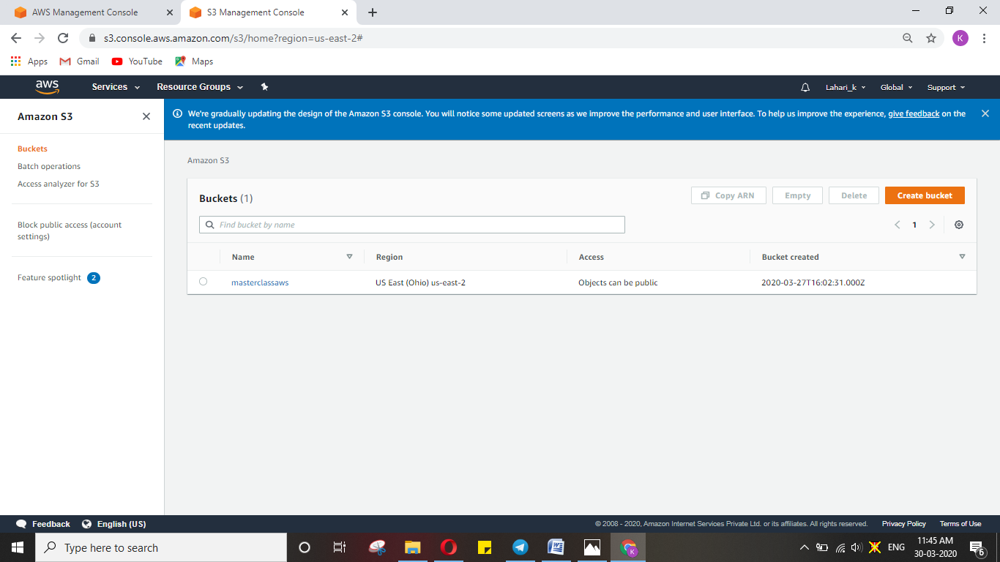 AWS Management Console
S3 Management Console
s3.console.aws.amazon.com/s3/home?region=us-east-2#
K
Apps
Gmail
YouTube
Maps
aws
Services
Resource Groups
Lahari_k
Global
Support
Amazon S3
We're gradually updating the design of the Amazon S3 console. You will notice some updated screens as we improve the performance and user interface. To help us improve the experience, give feedback on the
recent updates.
Buckets
Batch operations
Access analyzer for S3
Block public access (account
settings)
Feature spotlight 2
Amazon S3
Buckets (1)
Copy ARN
Empty
Delete
Create bucket
Find bucket by name
1
Name
Region
Access
Bucket created
masterclassaws
US East (Ohio) us-east-2
Objects can be public
2020-03-27T16:02:31.000Z
Feedback
English (US)
© 2008 - 2020, Amazon Internet Services Private Ltd. or its affiliates. All rights reserved.
Privacy Policy
Terms of Use
Type here to search
K
ENG
11:45 AM
30-03-2020
6